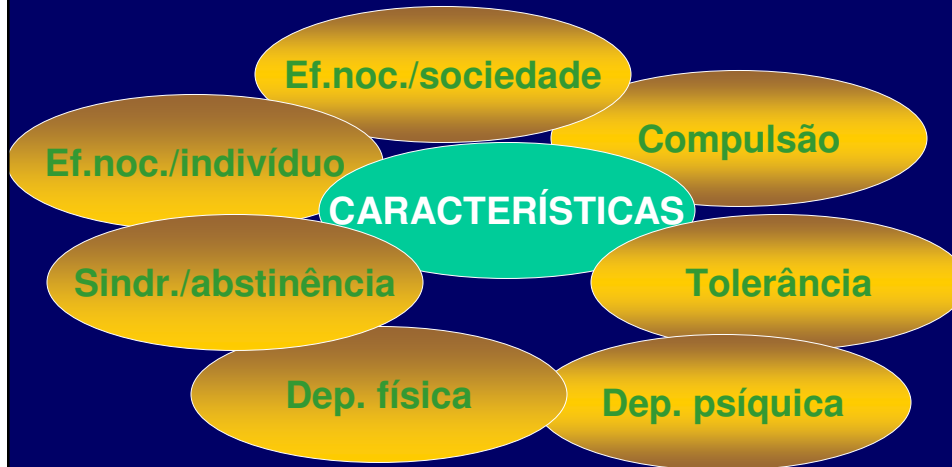 Ef.noc./sociedade
Compulsão
Ef.noc./indivíduo
CARACTERÍSTICAS
Sindr./abstinência
Tolerância
Dep. física
Dep. psíquica